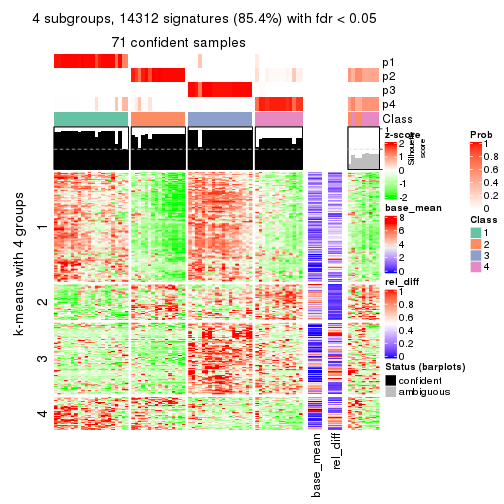 4 subgroups, 14312 signatures (85.4%) with fdr < 0.05
71 confident samples
p1
p2
p3
p4
Class
1
Silhouette
score
k-means with 4 groups
1
2
3
4
base_mean
rel_diff
z-score
2
1
0
-1
-2
base_mean
8
6
4
2
0
rel_diff
1
0.8
0.6
0.4
0.2
0
Status (barplots)
confident
ambiguous
Prob
1
0.8
0.6
0.4
0.2
0
Class
1
2
3
4